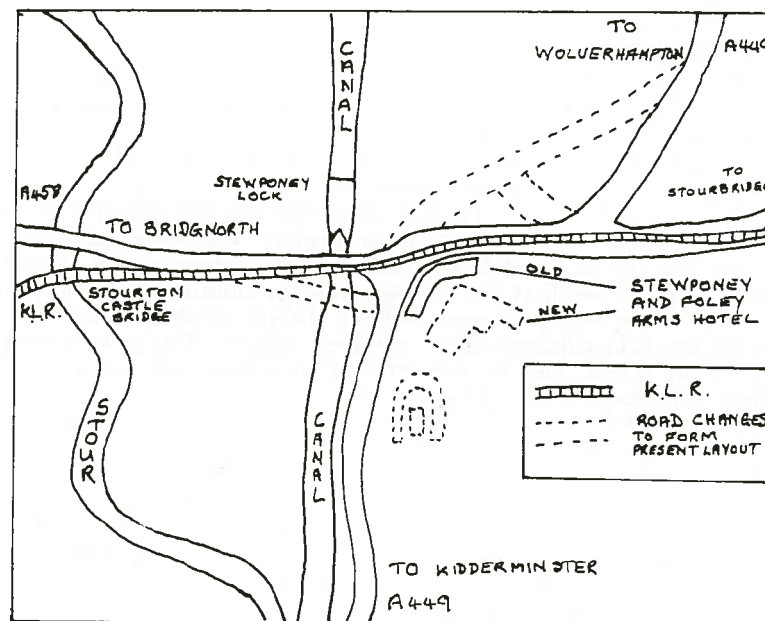 TO
WOLVERHAMPTON
A449
CANAL
A458
STEWPONEY
LOCK
TO
STOURBRIDGE
TO BRIDGNORTH
K.L.R.
STOURTON
CASTLE
BRIDGE
OLD
NEW
STEWPONEY
AND FOLEY
ARMS HOTEL
K.L.R.
ROAD CHANGES
TO FORM
PRESENT LAYOUT
STOUR
CANAL
TO KIDDERMINSTER
A449